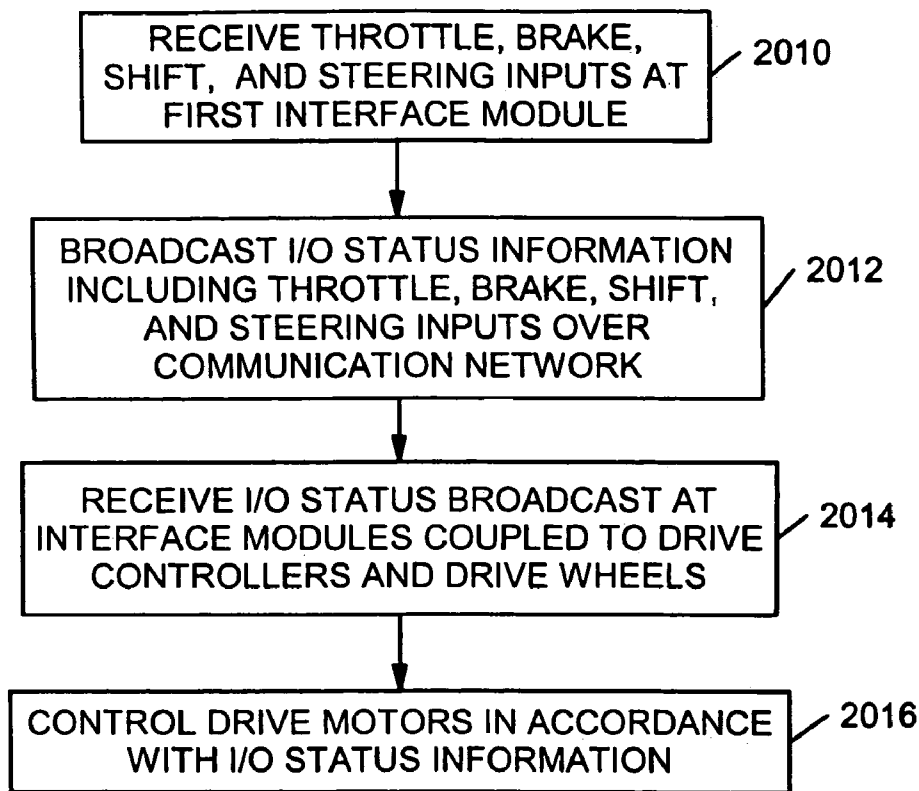 RECEIVE THROTTLE, BRAKE,
SHIFT, AND STEERING INPUTS AT
FIRST INTERFACE MODULE
2010
BROADCAST I/O STATUS INFORMATION
INCLUDING THROTTLE, BRAKE, SHIFT,
AND STEERING INPUTS OVER
COMMUNICATION NETWORK
2012
RECEIVE I/O STATUS BROADCAST AT
INTERFACE MODULES COUPLED TO DRIVE
CONTROLLERS AND DRIVE WHEELS
2014
CONTROL DRIVE MOTORS IN ACCORDANCE
WITH I/O STATUS INFORMATION
2016